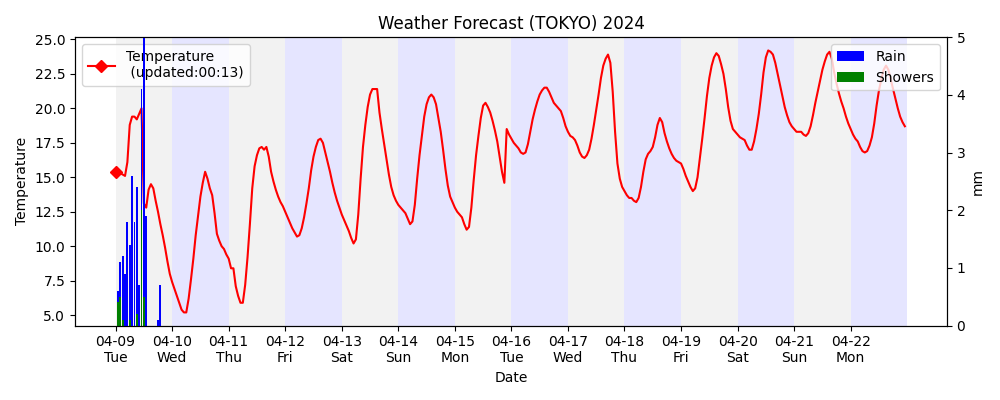 Weather Forecast (TOKYO) 2024
Temperature
(updated:00:13)
Rain
Showers
Temperature
25.0
22.5
20.0
17.5
15.0
12.5
10.0
7.5
5.0
5
4
3
2
1
0
mm
04-09 04-10 04-11 04-12 04-13 04-14 04-15 04-16 04-17 04-18 04-19 04-20 04-21 04-22
Tue Wed Thu Fri Sat Sun Mon Tue Wed Thu Fri Sat Sun Mon
Date